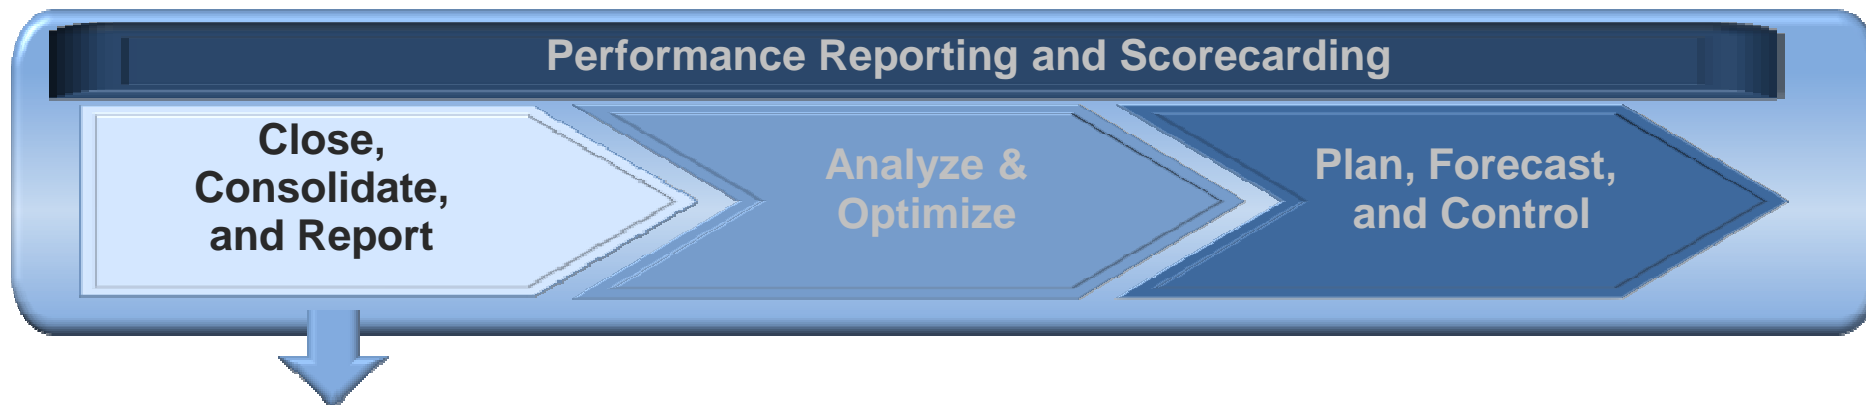 Performance Reporting and Scorecarding
Close,
Consolidate,
and Report
Analyze &
Optimize
Plan, Forecast,
and Control